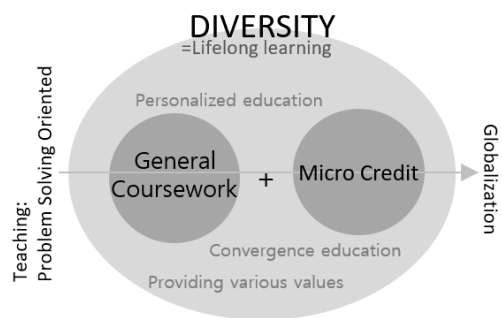 DIVERSITY
=Lifelong learning
Personalized education
Teaching:
Problem Solving Oriented
General
Coursework
+
Micro Credit
Globalization
Convergence education
Providing various values